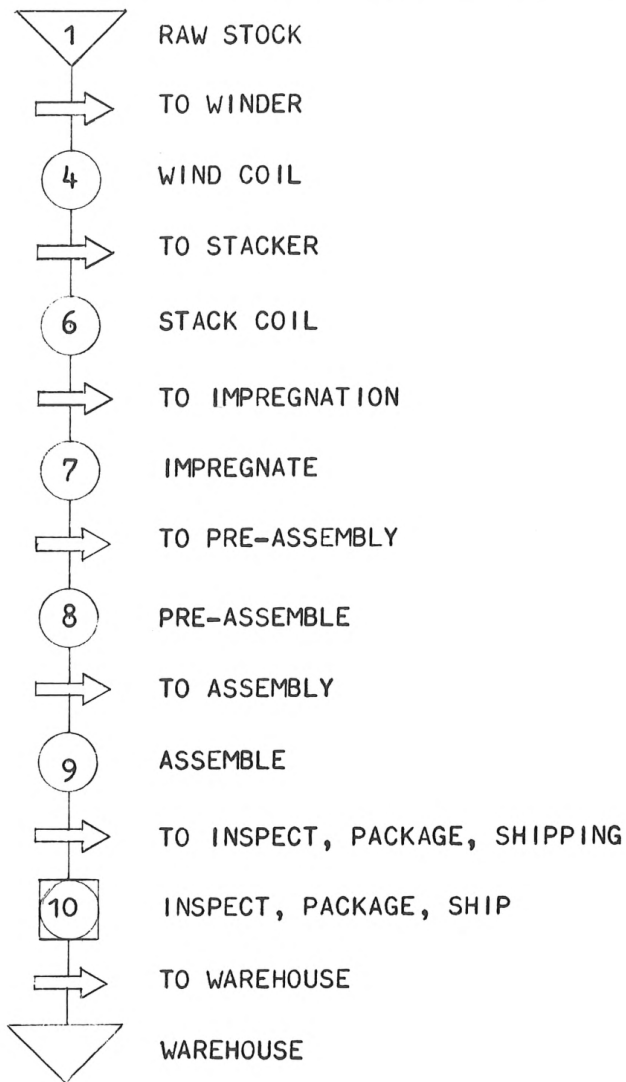 1 RAW STOCK
TO WINDER
4 WIND COIL
TO STACKER
6 STACK COIL
TO IMPREGNATION
7 IMPREGNATE
TO PRE-ASSEMBLY
8 PRE-ASSEMBLE
TO ASSEMBLY
9 ASSEMBLE
TO INSPECT, PACKAGE, SHIPPING
10 INSPECT, PACKAGE, SHIP
TO WAREHOUSE
WAREHOUSE